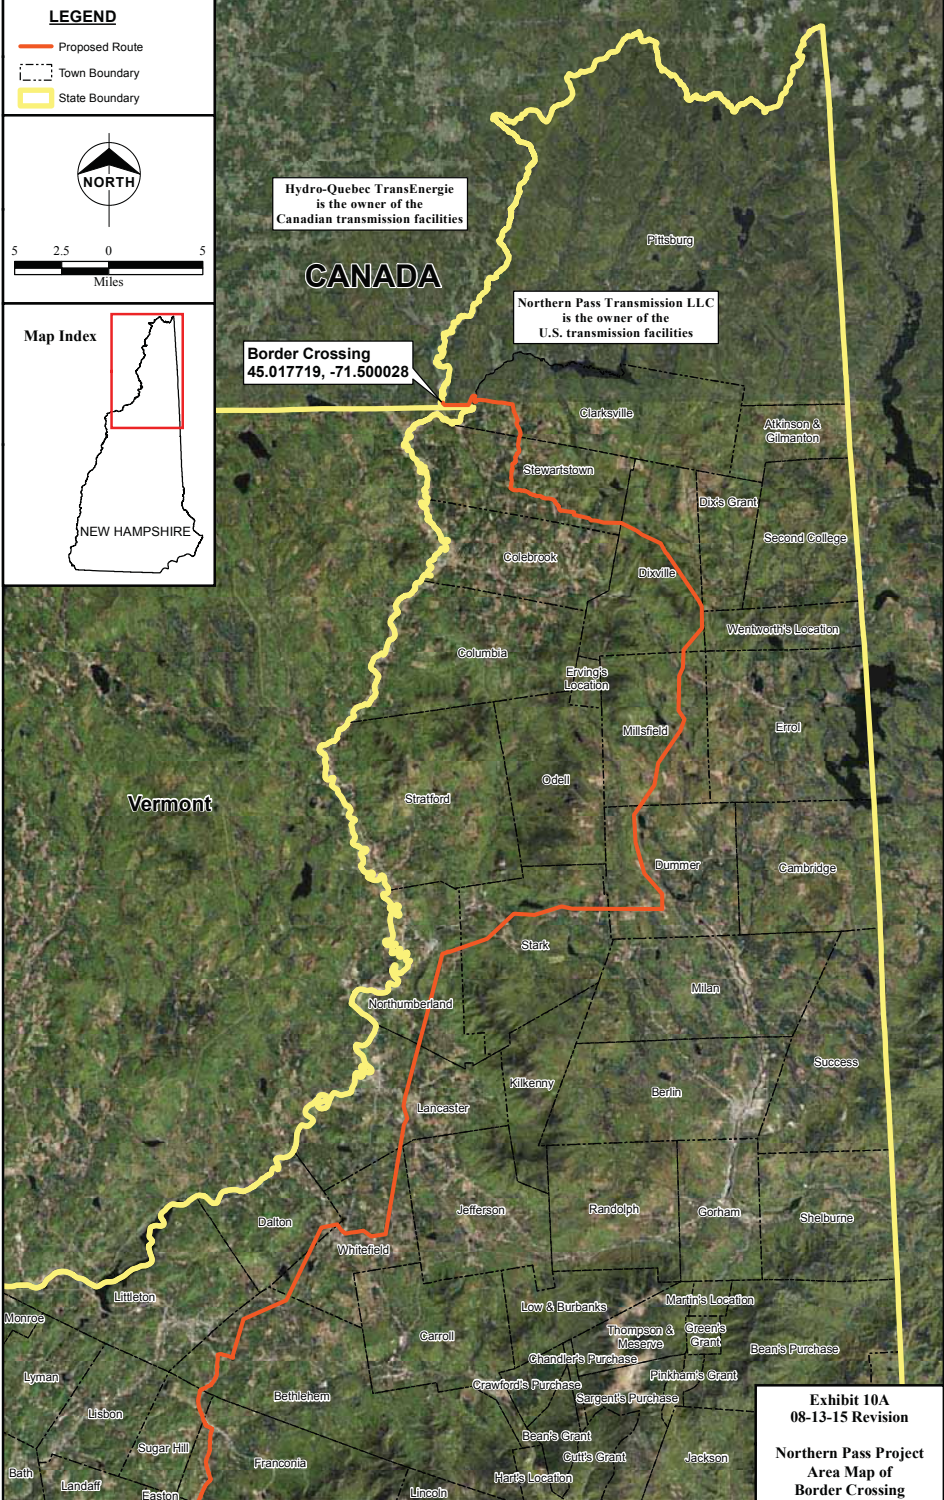 LEGEND
Proposed Route
Town Boundary
State Boundary
NORTH
5 2.5 0 5
Miles
Map Index
NEW HAMPSHIRE
Hydro-Quebec TransEnergie
is the owner of the
Canadian transmission facilities
CANADA
Pittsburg
Northern Pass Transmission LLC
is the owner of the
U.S. transmission facilities
Border Crossing
45.017719, -71.500028
Clarksville
Atkinson &
Gilmanton
Stewartstown
Dix's Grant
Second College
Colebrook
Dixville
Wentworth's Location
Columbia
Erving's
Location
Millsfield
Errol
Odell
Vermont
Stratford
Dummer
Cambridge
Stark
Milan
Northumberland
Success
Kilkenny
Berlin
Lancaster
Jefferson
Randolph
Gorham
Shelburne
Dalton
Whitefield
Littleton
Monroe
Low & Burbanks
Martin's Location
Carroll
Thompson &
Meserve
Green's
Grant
Bean's Purchase
Chandler's Purchase
Lyman
Crawford's Purchase
Pinkham's Grant
Bethlehem
Sargent's Purchase
Lisbon
Bean's Grant
Sugar Hill
Cutt's Grant
Jackson
Franconia
Bath
Hart's Location
Landaff
Easton
Lincoln
Exhibit 10A
08-13-15 Revision
Northern Pass Project
Area Map of
Border Crossing